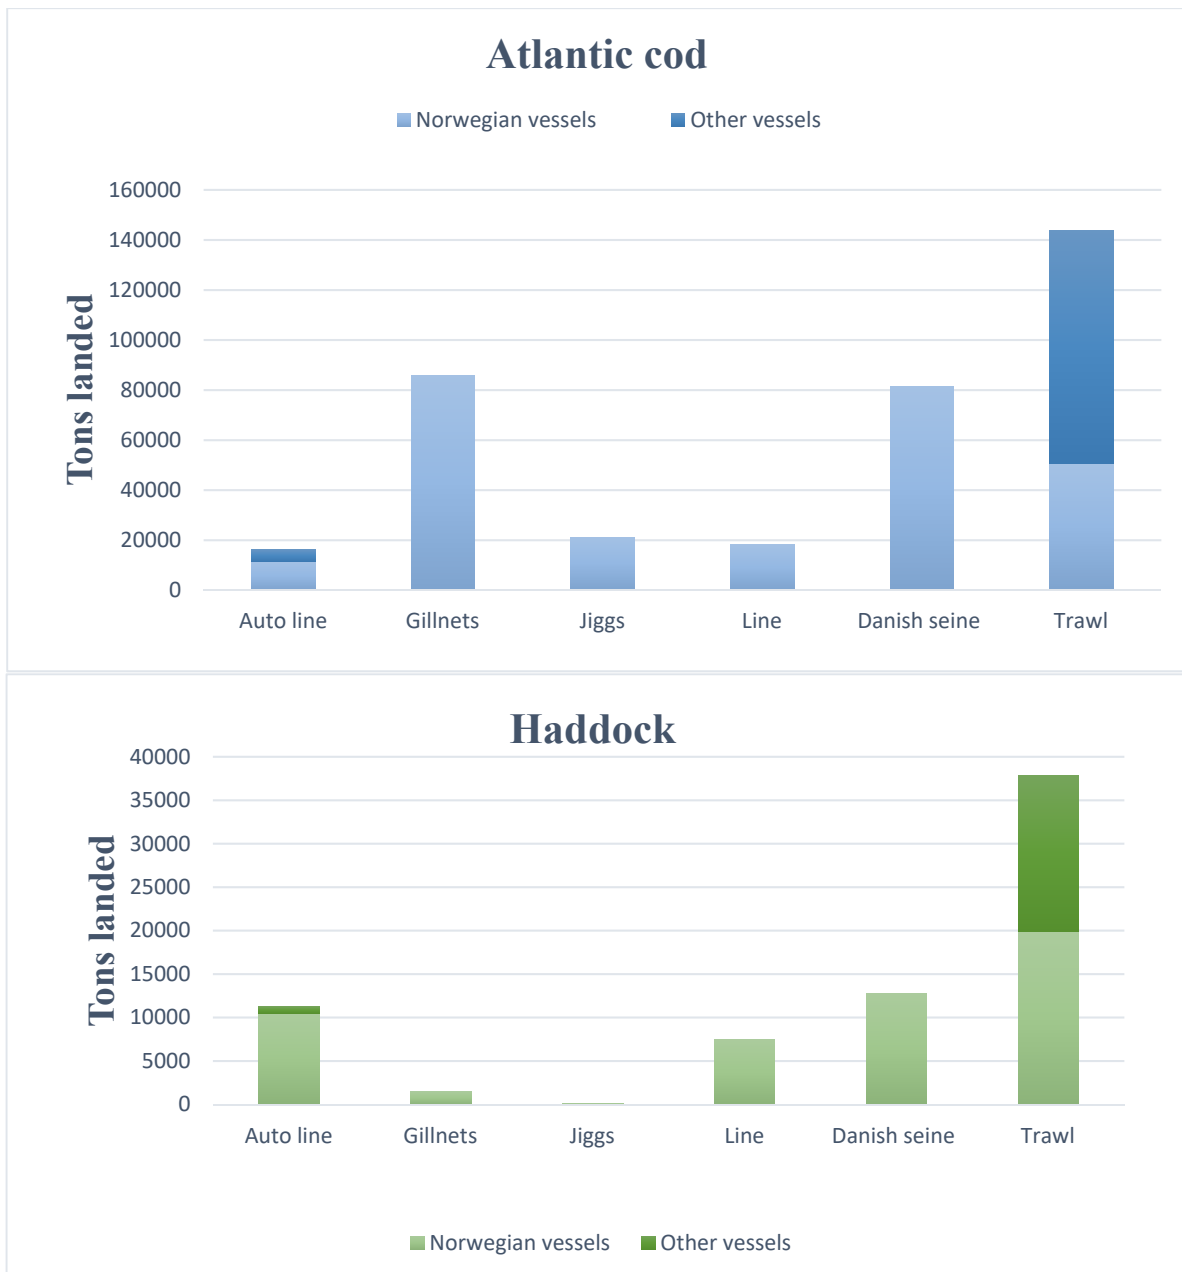 Atlantic cod
Norwegian vessels Other vessels
Tons landed
160000
140000
120000
100000
80000
60000
40000
20000
0
Auto line Gillnets Jiggs Line Danish seine Trawl
Haddock
Tons landed
40000
35000
30000
25000
20000
15000
10000
5000
0
Auto line Gillnets Jiggs Line Danish seine Trawl
Norwegian vessels Other vessels